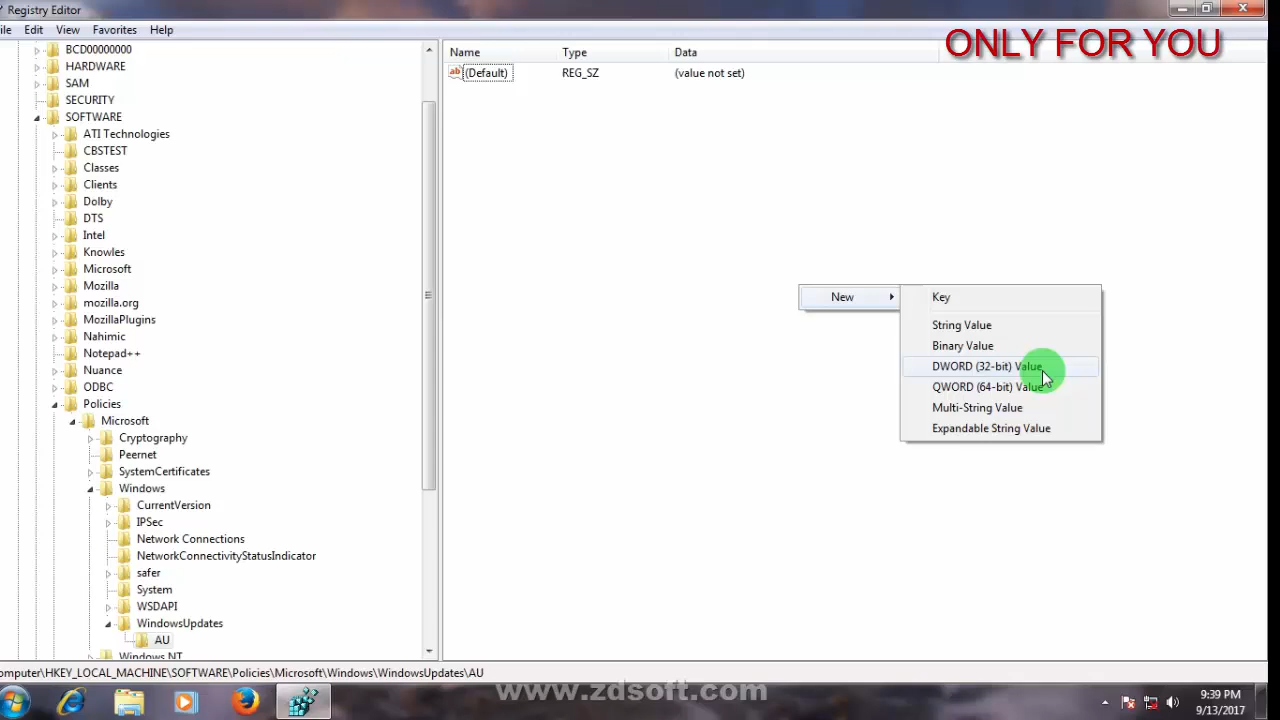 Registry Editor
ile Edit View Favorites Help
ONLY FOR YOU
BCD00000000
HARDWARE
SAM
SECURITY
SOFTWARE
ATI Technologies
CBSTEST
Classes
Clients
Dolby
DTS
Intel
Knowles
Microsoft
Mozilla
mozilla.org
MozillaPlugins
Nahimic
Notepad++
Nuance
ODBC
Policies
Microsoft
Cryptography
Peernet
SystemCertificates
Windows
CurrentVersion
IPSec
Network Connections
NetworkConnectivityStatusIndicator
safer
System
WSDAPI
WindowsUpdates
AU
Windows NT
Name Type Data
ab (Default) REG_SZ (value not set)
New
Key
String Value
Binary Value
DWORD (32-bit) Value
QWORD (64-bit) Value
Multi-String Value
Expandable String Value
omputer\HKEY_LOCAL_MACHINE\SOFTWARE\Policies\Microsoft\Windows\WindowsUpdates\AU
www.zdsoft.com
9:39 PM
9/13/2017